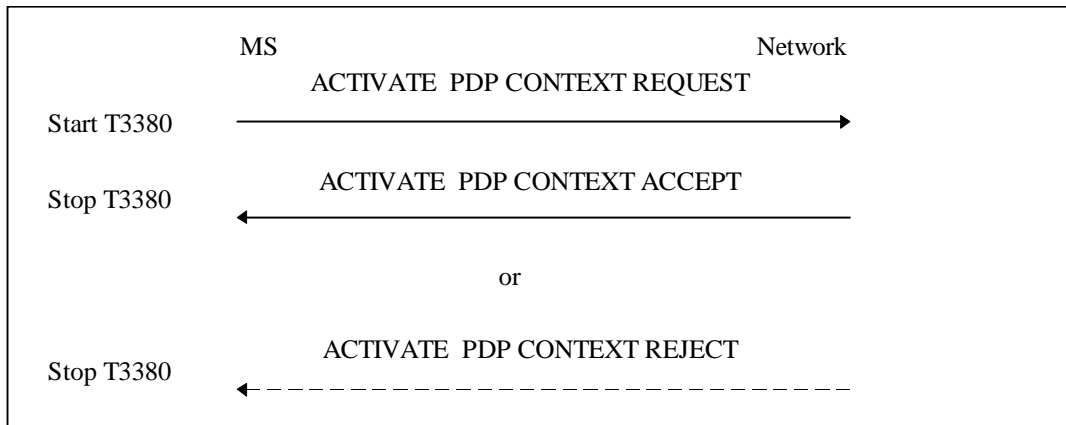 MS Network
ACTIVATE PDP CONTEXT REQUEST
Start T3380
ACTIVATE PDP CONTEXT ACCEPT
Stop T3380
or
ACTIVATE PDP CONTEXT REJECT
Stop T3380